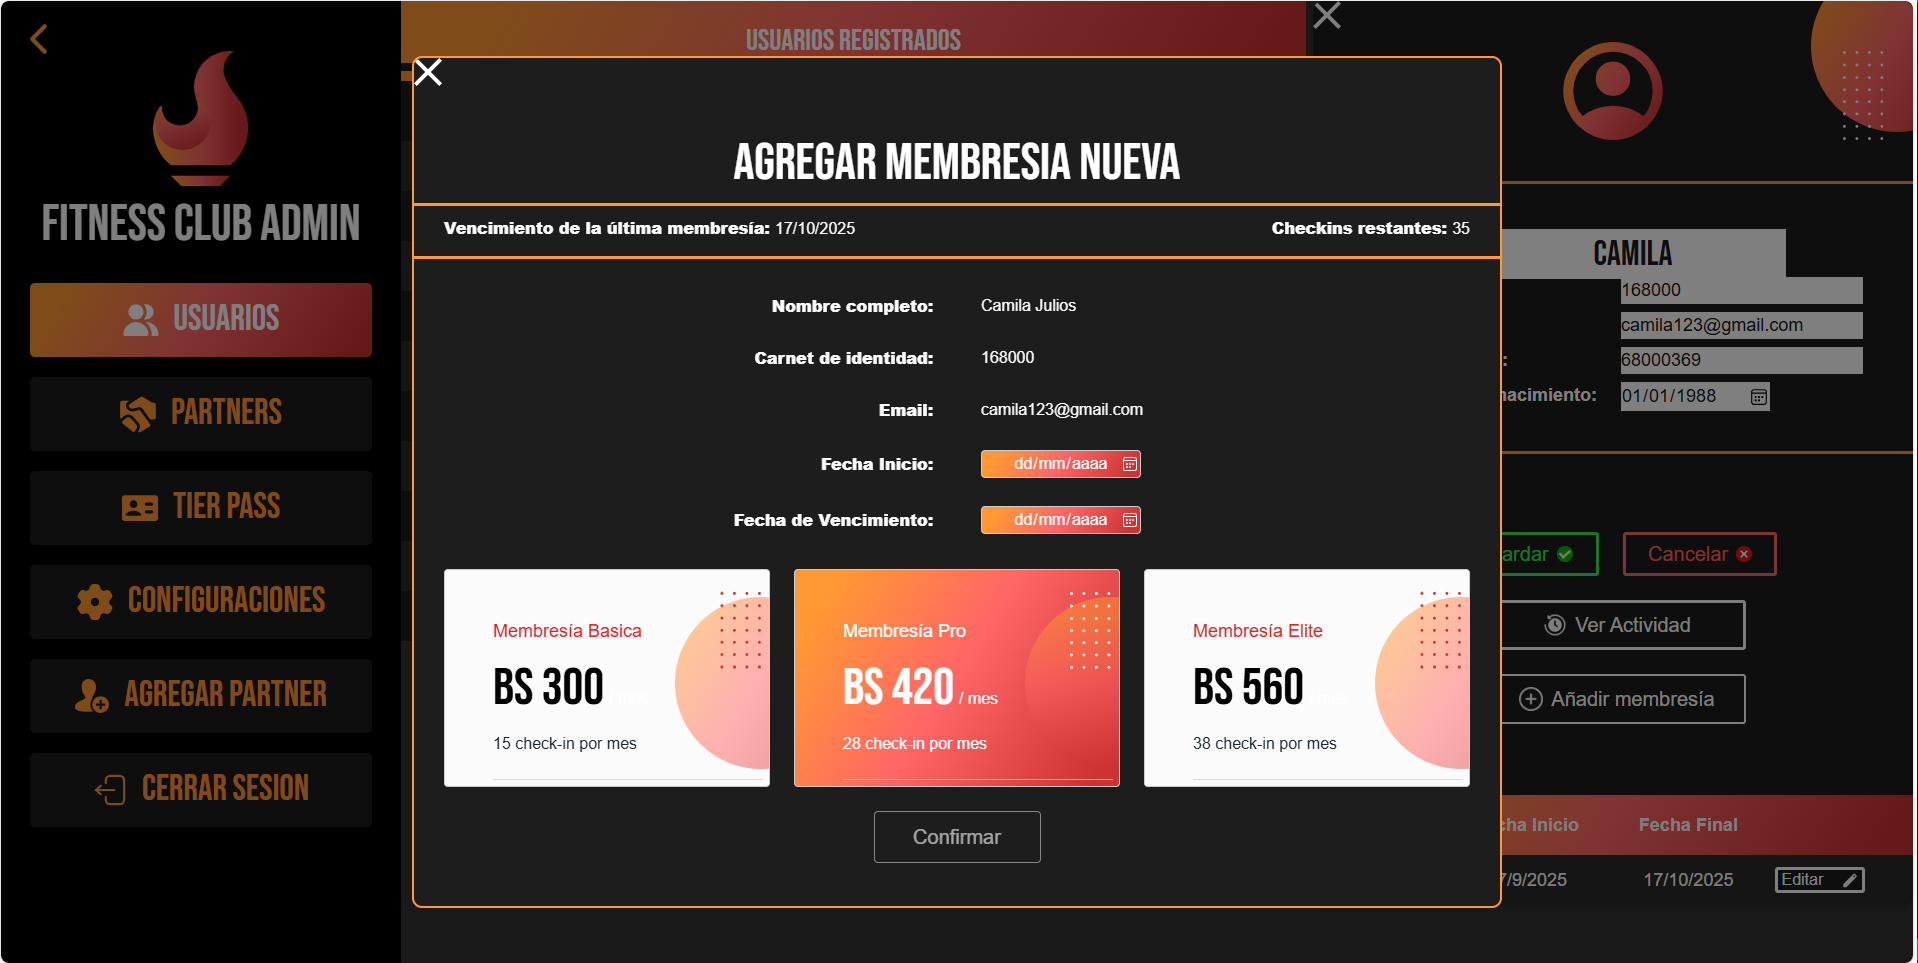 FITNESS CLUB ADMIN
USUARIOS
PARTNERS
TIER PASS
CONFIGURACIONES
AGREGAR PARTNER
CERRAR SESION
USUARIOS REGISTRADOS
AGREGAR MEMBRESIA NUEVA
Vencimiento de la última membresía: 17/10/2025
Checkins restantes: 35
Nombre completo: Camila Julios
Carnet de identidad: 168000
Email: camila123@gmail.com
Fecha Inicio: dd/mm/aaaa
Fecha de Vencimiento: dd/mm/aaaa
Membresía Basica
BS 300 / mes
15 check-in por mes
Membresía Pro
BS 420 / mes
28 check-in por mes
Membresía Elite
BS 560 / mes
38 check-in por mes
Confirmar
CAMILA
168000
camila123@gmail.com
: 68000369
nacimiento: 01/01/1988
ardar
Cancelar
Ver Actividad
Añadir membresía
cha Inicio Fecha Final
7/9/2025 17/10/2025 Editar